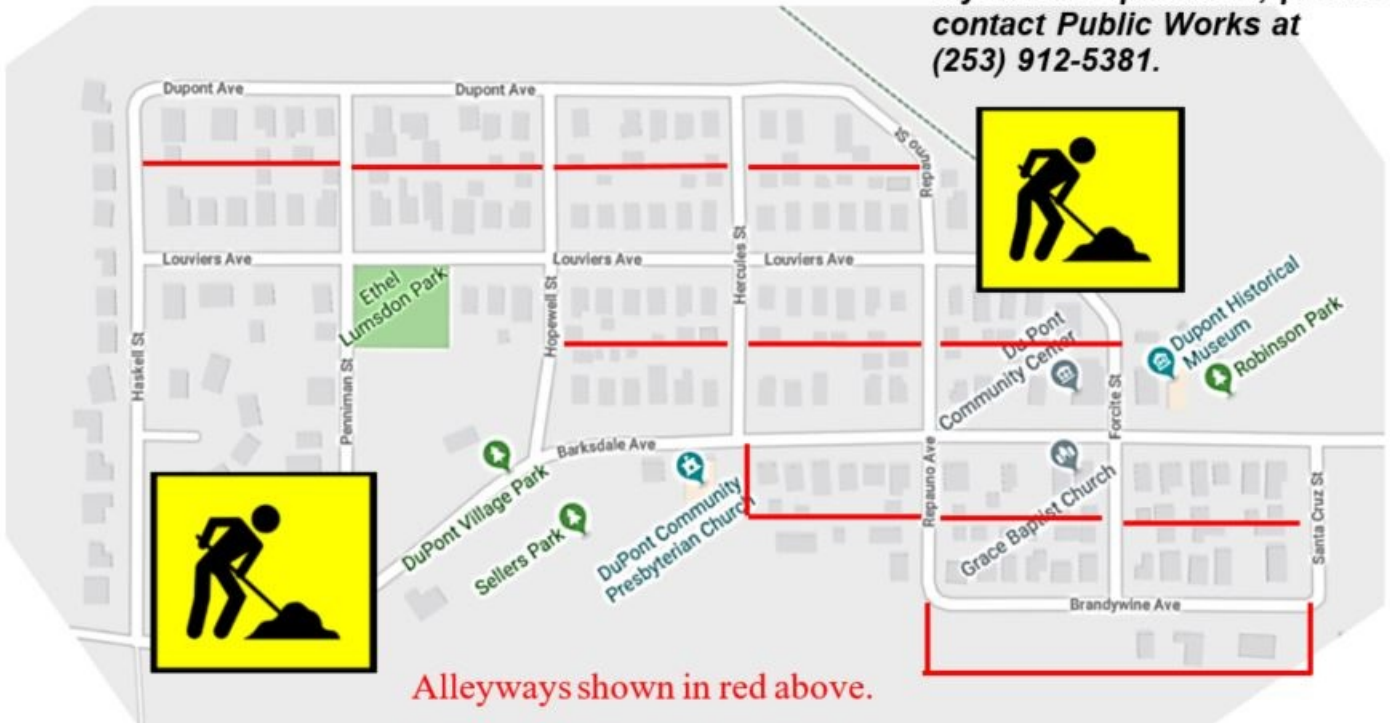 contact Public Works at
(253) 912-5381.
Dupont Ave
Dupont Ave
Repauno St
Louviers Ave
Louviers Ave
Louviers Ave
Hercules St
Ethel
Lumsdon Park
Hopewell St
Haskell St
Penniman St
Du Pont
Community Center
Dupont Historical
Museum
Robinson Park
Forcite St
Barksdale Ave
DuPont Village Park
Sellers Park
DuPont Community
Presbyterian Church
Repauno Ave
Grace Baptist Church
Santa Cruz St
Brandywine Ave
Alleyways shown in red above.